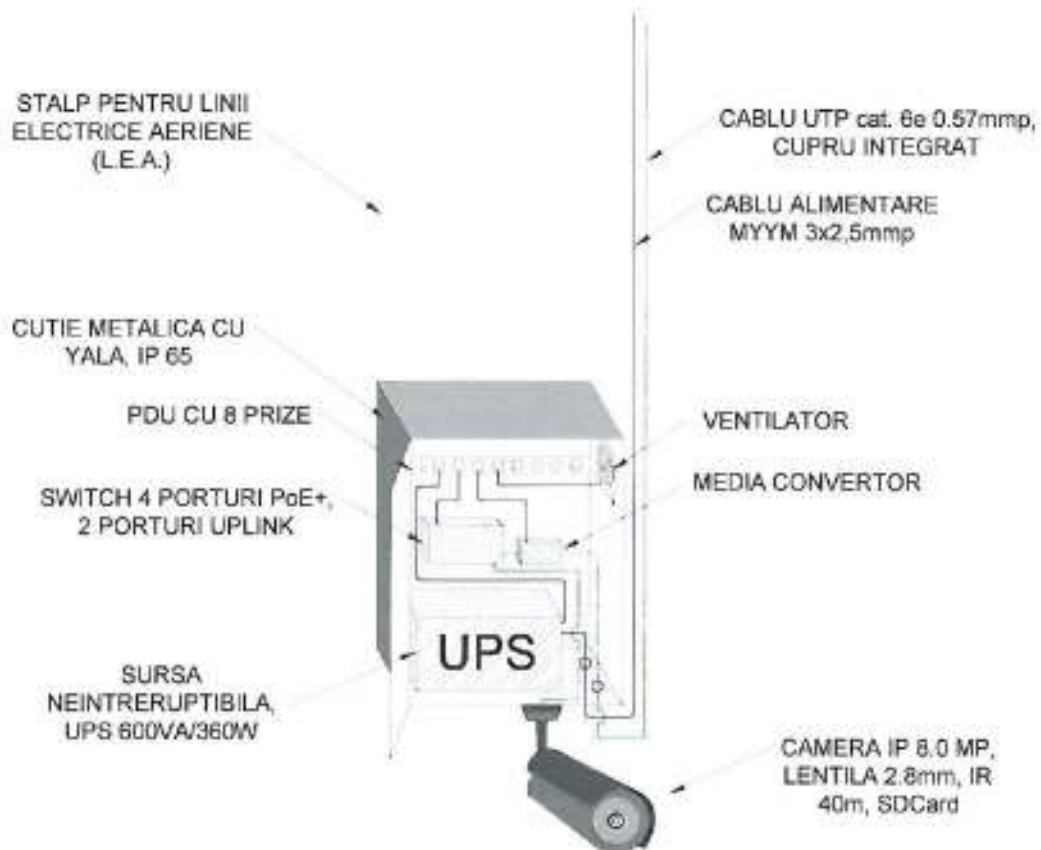 STALP PENTRU LINII
ELECTRICE AERIENE
(L.E.A.)
CABLU UTP cat. 6e 0.57mmp,
CUPRU INTEGRAT
CABLU ALIMENTARE
MYYM 3x2,5mmp
CUTIE METALICA CU
YALA, IP 65
PDU CU 8 PRIZE
VENTILATOR
SWITCH 4 PORTURI PoE+,
2 PORTURI UPLINK
MEDIA CONVERTOR
UPS
SURSA
NEINTRERUPTIBILA,
UPS 600VA/360W
CAMERA IP 8.0 MP,
LENTILA 2.8mm, IR
40m, SDCard